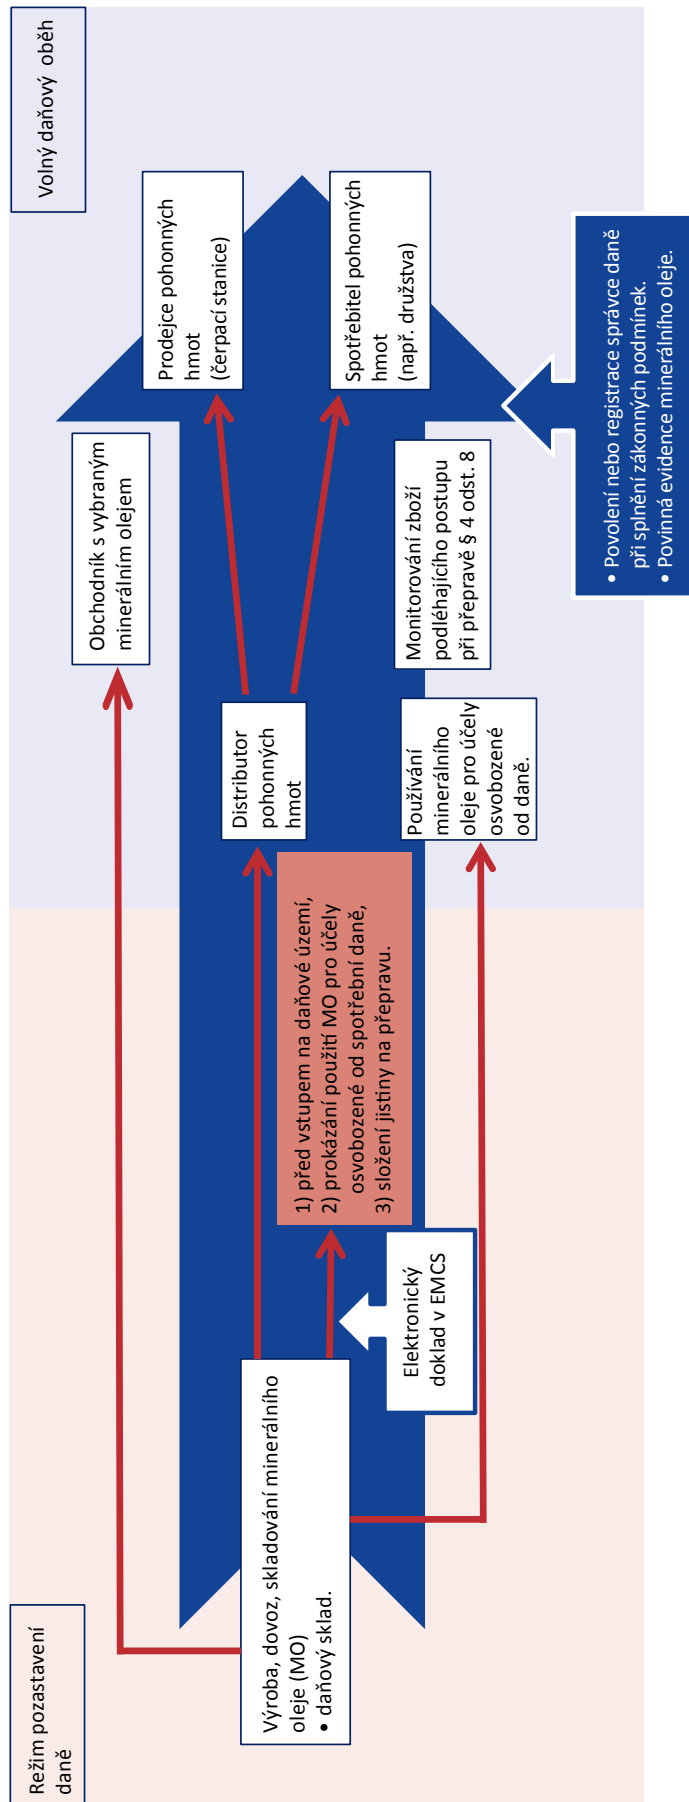 Režim pozastavení
daně
Volný daňový oběh
Výroba, dovoz, skladování minerálního
oleje (MO)
• daňový sklad.
Elektronický
doklad v EMCS
1) před vstupem na daňové území,
2) prokázání použití MO pro účely
osvobozené od spotřební daně,
3) složení jistiny na přepravu.
Obchodník s vybraným
minerálním olejem
Distributor
pohonných
hmot
Používání
minerálního
oleje pro účely
osvobozené
od daně.
Monitorování zboží
podléhajícího postupu
při přepravě § 4 odst. 8
Prodejce pohonných
hmot
(čerpací stanice)
Spotřebitel pohonných
hmot
(např. družstva)
• Povolení nebo registrace správce daně
při splnění zákonných podmínek.
• Povinná evidence minerálního oleje.